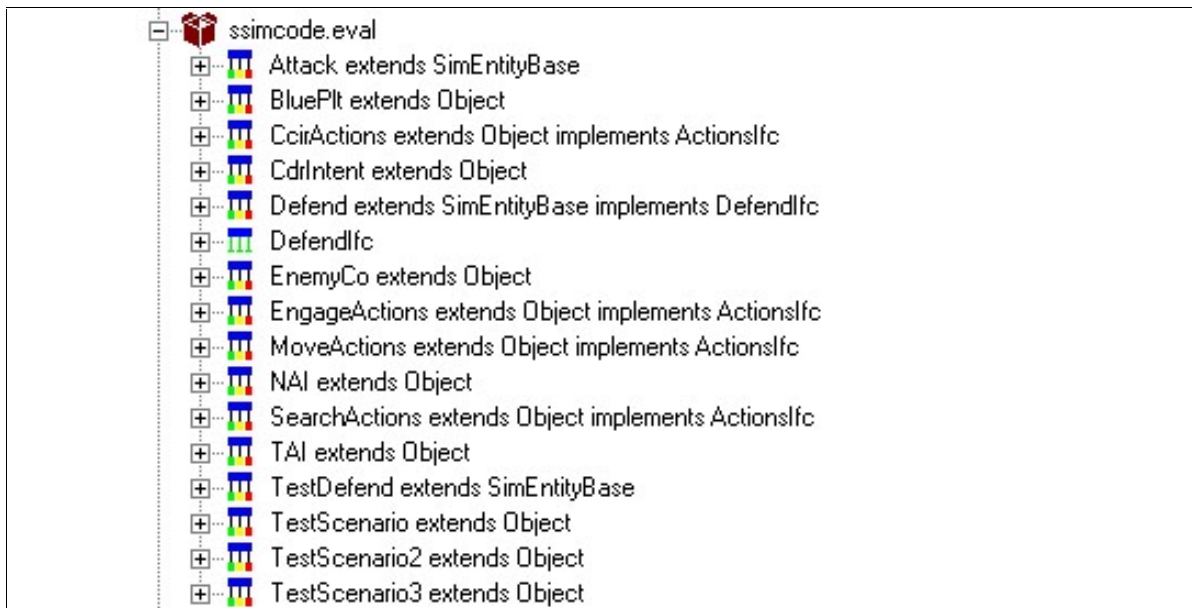 ssimcode.eval
Attack extends SimEntityBase
BluePlt extends Object
CcirActions extends Object implements ActionsIfc
CdrIntent extends Object
Defend extends SimEntityBase implements DefendIfc
DefendIfc
EnemyCo extends Object
EngageActions extends Object implements ActionsIfc
MoveActions extends Object implements ActionsIfc
NAI extends Object
SearchActions extends Object implements ActionsIfc
TAI extends Object
TestDefend extends SimEntityBase
TestScenario extends Object
TestScenario2 extends Object
TestScenario3 extends Object